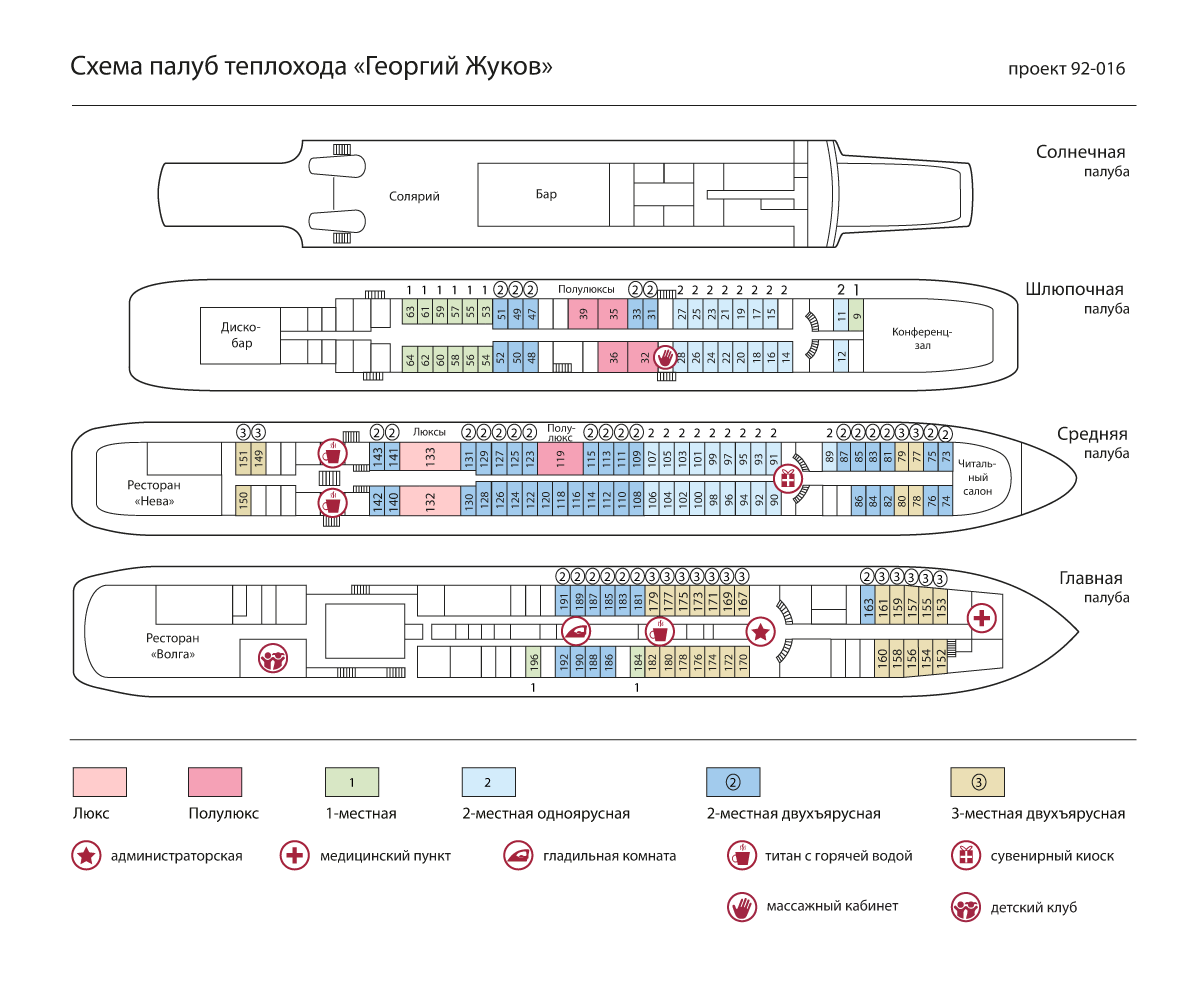 Схема палуб теплохода «Георгий Жуков»
проект 92-016
Солнечная
палуба
Солярий
Бар
Шлюпочная
палуба
1 1 1 1 1 1 2 2 2 Полулюксы 2 2 2 2 2 2 2 2 2 2 2 1
63 61 59 57 55 53 51 49 47 39 35 33 31 27 25 23 21 19 17 15 11 9
Диско-
бар
Конференц-
зал
64 62 60 58 56 54 52 50 48 36 32 28 26 24 22 20 18 16 14 12
Средняя
палуба
3 3 2 2 Люксы 2 2 2 2 2 Полу-
люкс
2 2 2 2 2 2 2 2 2 2 2 2 2 2 2 2 2 2 3 3 2 2
151 149 143 141 133 131 129 127 125 123 119 115 113 111 109 107 105 103 101 99 97 95 93 91 89 87 85 83 81 79 77 75 73
Ресторан
«Нева»
Читаль-
ный
салон
150 142 140 132 130 128 126 124 122 120 118 116 114 112 110 108 106 104 102 100 98 96 94 92 90 86 84 82 80 78 76 74
Главная
палуба
2 2 2 2 2 2 3 3 3 3 3 3 3 2 3 3 3 3 3
191 189 187 185 183 181 179 177 175 173 171 169 167 163 161 159 157 155 153
Ресторан
«Волга»
196 192 190 188 186 184 182 180 178 176 174 172 170 160 158 156 154 152
1 1
1 2 2 3
Люкс
Полулюкс
1-местная
2-местная одноярусная
2-местная двухъярусная
3-местная двухъярусная
администраторская
медицинский пункт
гладильная комната
титан с горячей водой
сувенирный киоск
массажный кабинет
детский клуб